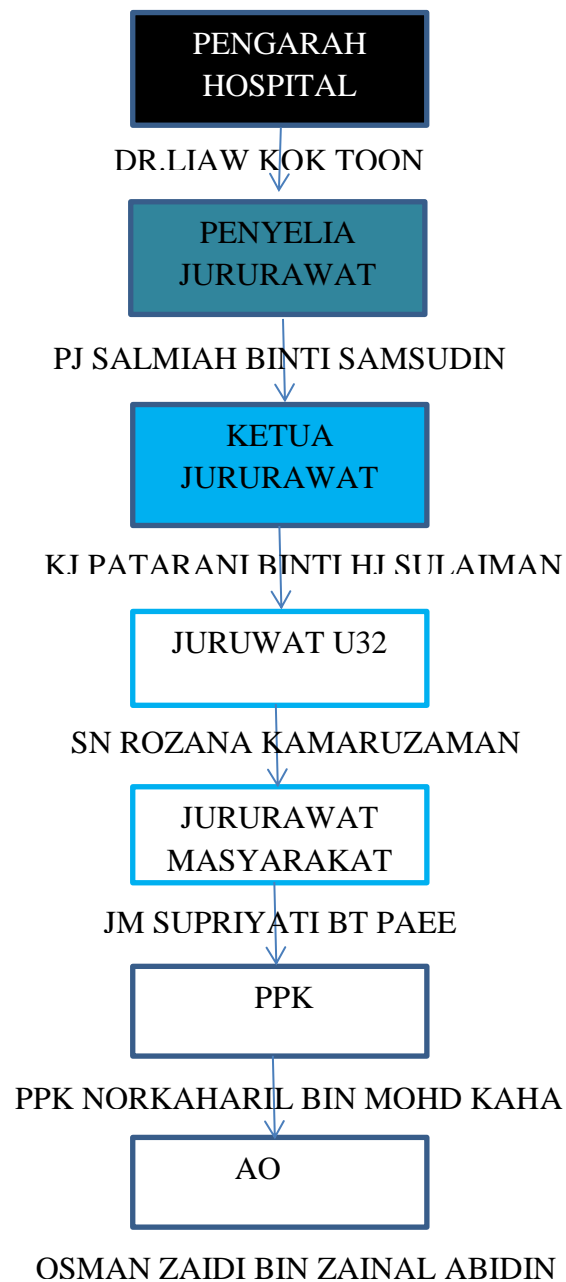 PENGARAH
HOSPITAL
DR.LIAW KOK TOON
PENYELIA
JURURAWAT
PJ SALMIAH BINTI SAMSUDIN
KETUA
JURURAWAT
KJ PATARANI BINTI HJ SULAIMAN
JURUWAT U32
SN ROZANA KAMARUZAMAN
JURURAWAT
MASYARAKAT
JM SUPRIYATI BT PAEE
PPK
PPK NORKAHARIL BIN MOHD KAHA
AO
OSMAN ZAIDI BIN ZAINAL ABIDIN